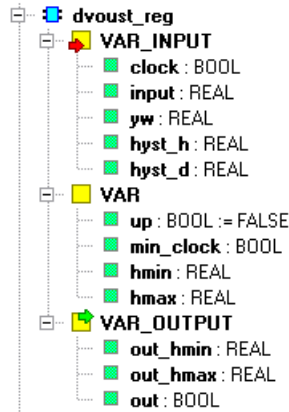 dvoust_reg
VAR_INPUT
clock : BOOL
input : REAL
yw : REAL
hyst_h : REAL
hyst_d : REAL
VAR
up : BOOL := FALSE
min_clock : BOOL
hmin : REAL
hmax : REAL
VAR_OUTPUT
out_hmin : REAL
out_hmax : REAL
out : BOOL